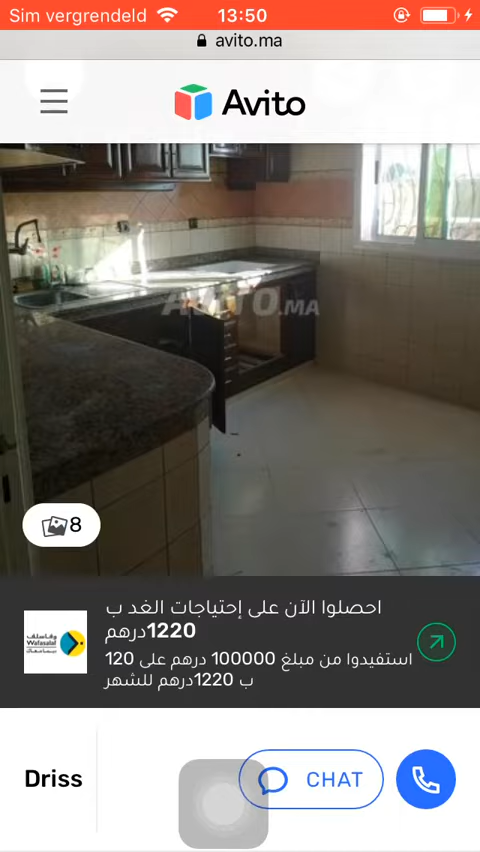 Sim vergrendeld 13:50
avito.ma
Avito
AVITO.MA
8
احصلوا الآن على إحتياجات الغد ب
1220درهم
استفيدوا من مبلغ 100000 درهم على 120
ب 1220درهم للشهر
وفاسلف
Wafasalaf
Driss
CHAT